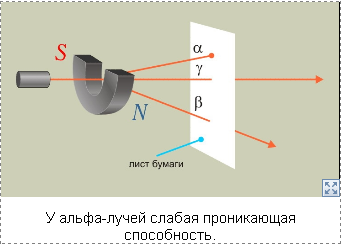 S
α
γ
β
N
лист бумаги
У альфа-лучей слабая проникающая
способность.